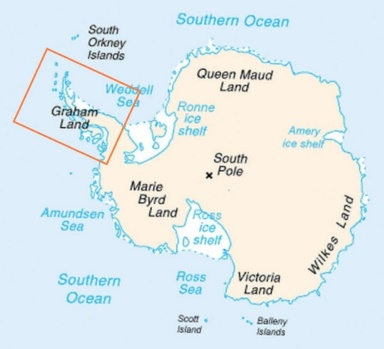 Southern Ocean
South
Orkney
Islands
Weddell
Sea
Queen Maud
Land
Graham
Land
Ronne
ice
shelf
Amery
ice shelf
South
Pole
Marie
Byrd
Land
Amundsen
Sea
Ross
ice
shelf
Wilkes Land
Southern
Ocean
Ross
Sea
Victoria
Land
Scott
Island
Balleny
Islands